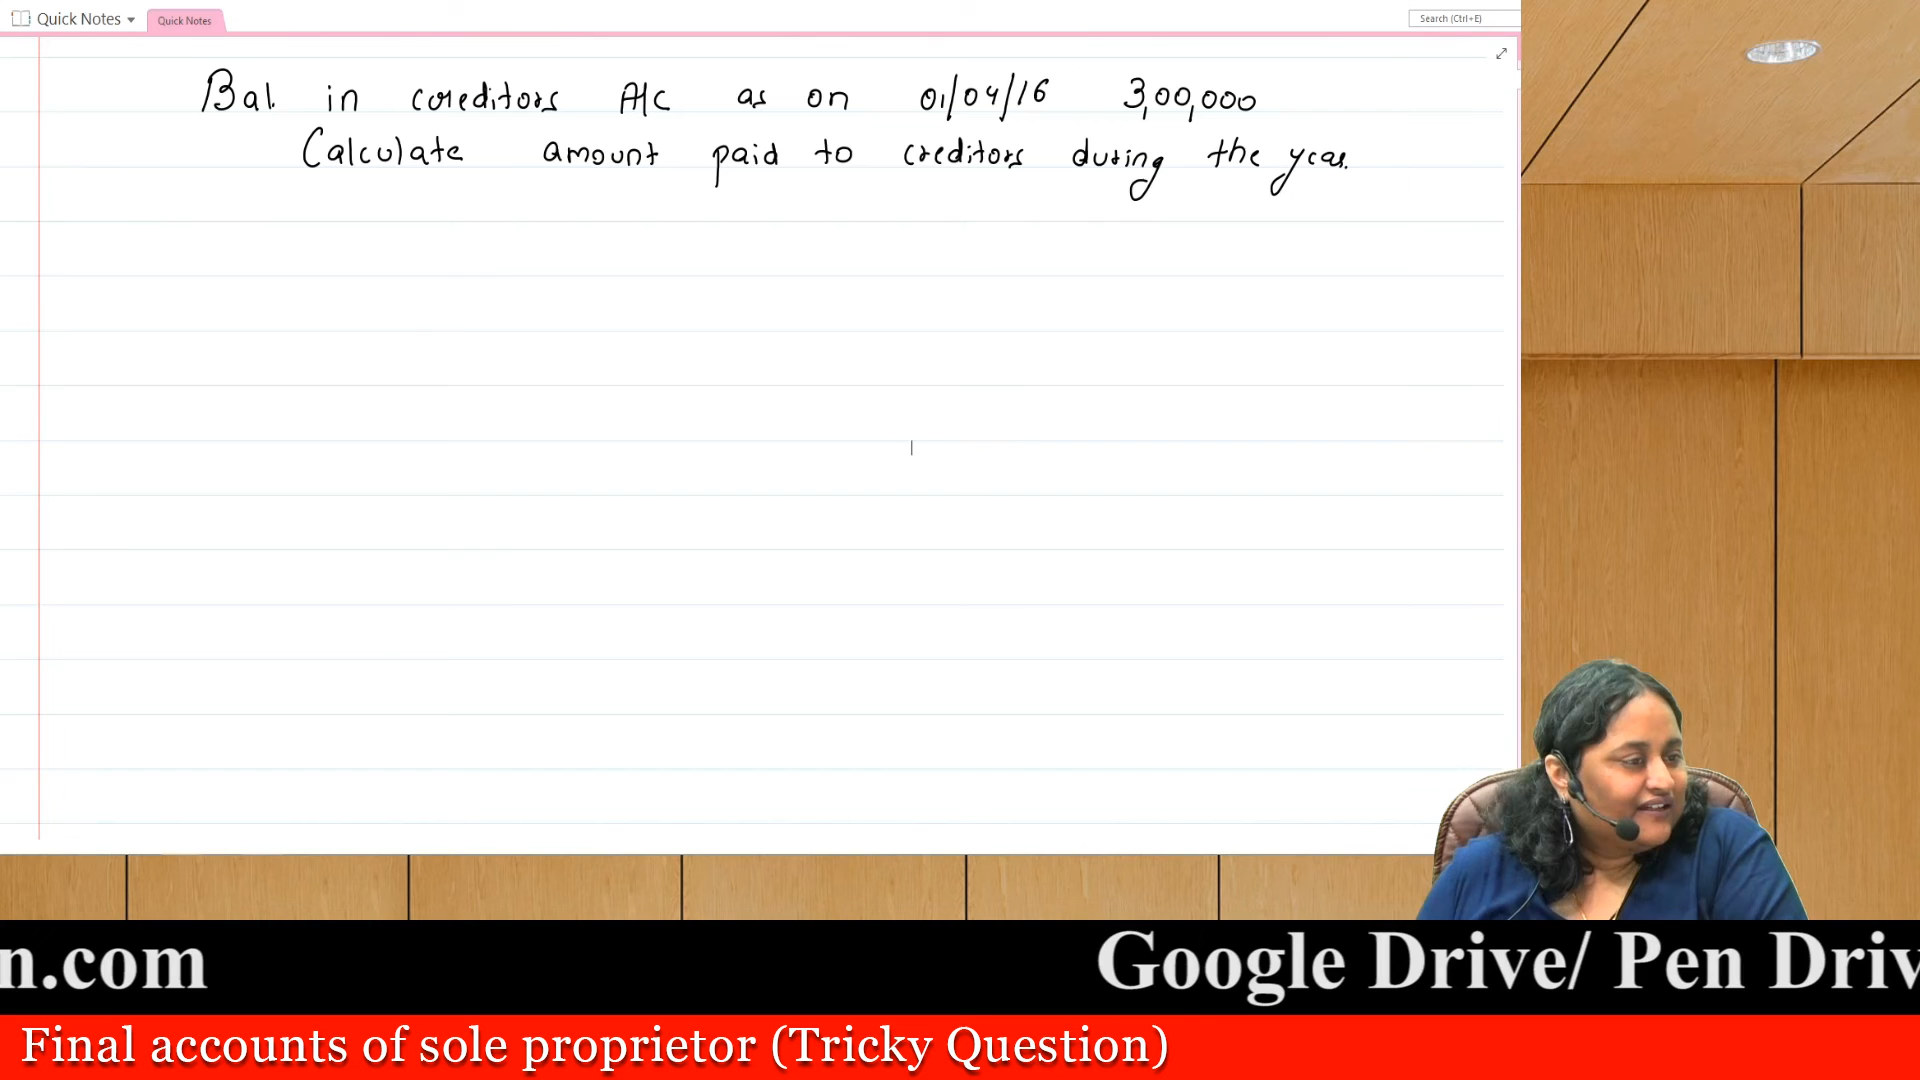 Quick Notes
Quick Notes
Search (Ctrl+E)
Bal. in creditors A/c as on 01/04/16 3,00,000
Calculate amount paid to creditors during the year.
n.com
Google Drive/ Pen Driv
Final accounts of sole proprietor (Tricky Question)